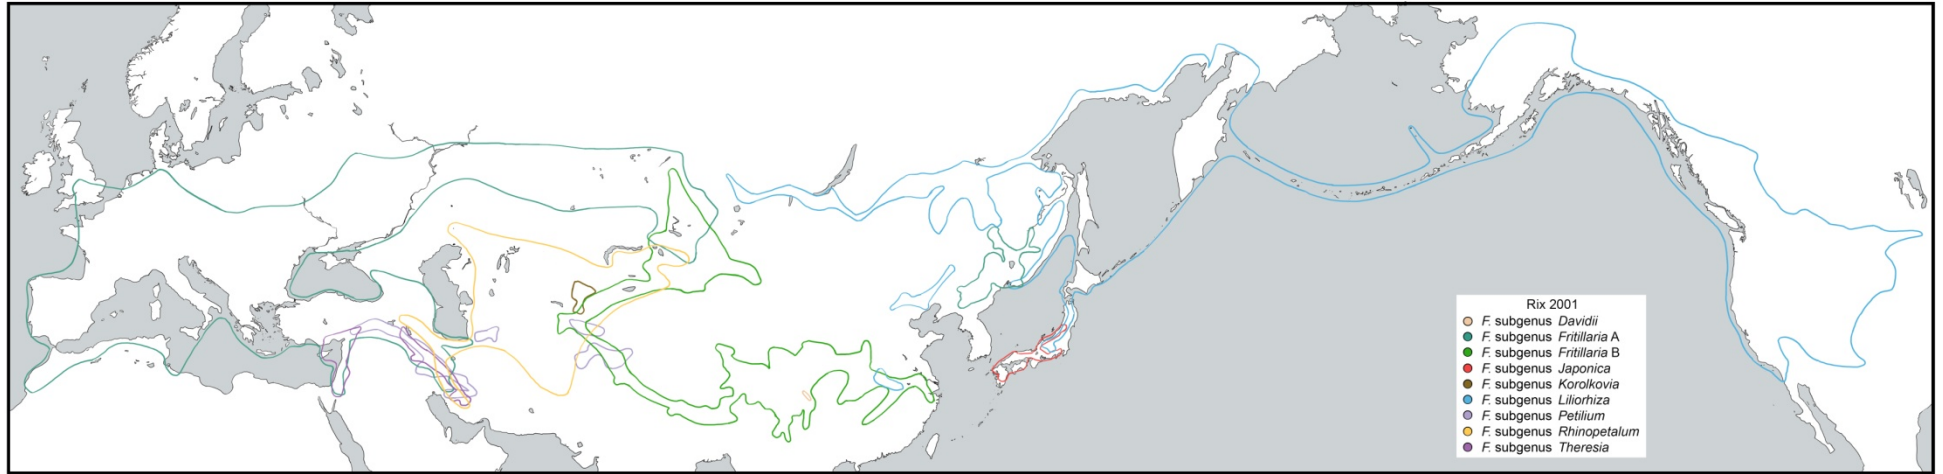 Rix 2001
F. subgenus Davidii
F. subgenus Fritillaria A
F. subgenus Fritillaria B
F. subgenus Japonica
F. subgenus Korolkovia
F. subgenus Liliorhiza
F. subgenus Petilium
F. subgenus Rhinopetalum
F. subgenus Theresia